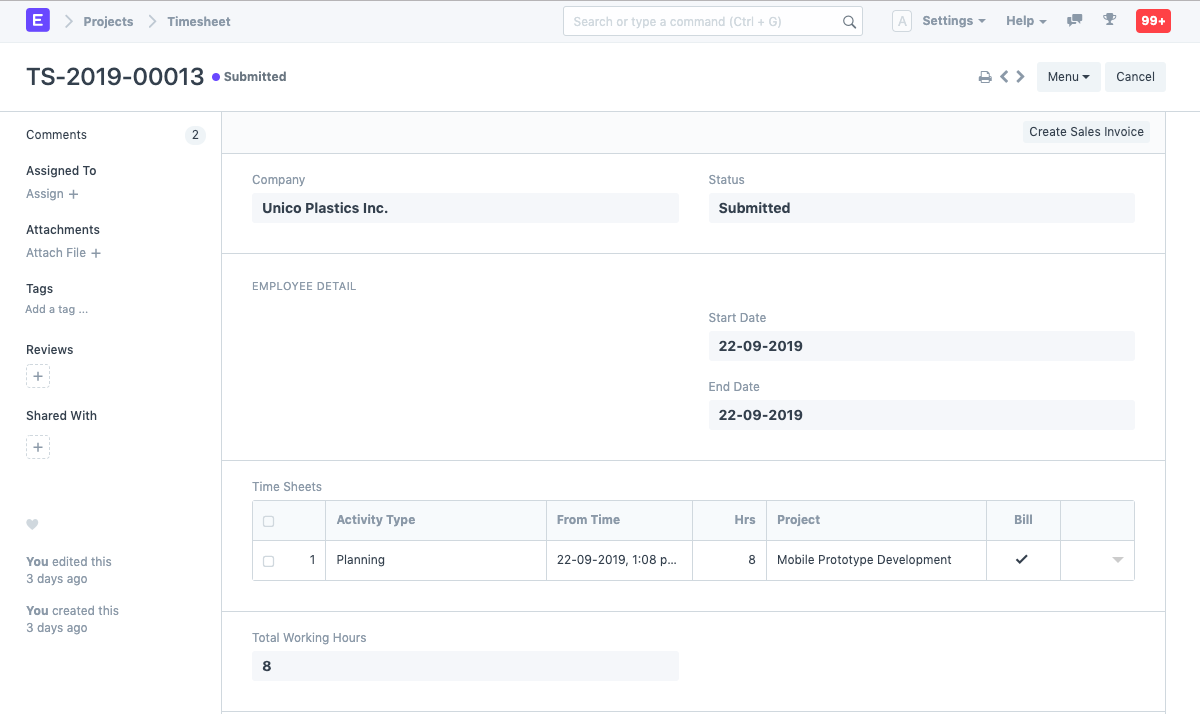 E Projects Timesheet Search or type a command (Ctrl + G) A Settings Help 99+
TS-2019-00013 Submitted Menu Cancel
Comments 2
Create Sales Invoice
Assigned To
Assign +
Attachments
Attach File +
Tags
Add a tag ...
Reviews
+
Shared With
+
You edited this
3 days ago
You created this
3 days ago
Company
Unico Plastics Inc.
Status
Submitted
EMPLOYEE DETAIL
Start Date
22-09-2019
End Date
22-09-2019
Time Sheets
Activity Type From Time Hrs Project Bill
1 Planning 22-09-2019, 1:08 p... 8 Mobile Prototype Development
Total Working Hours
8